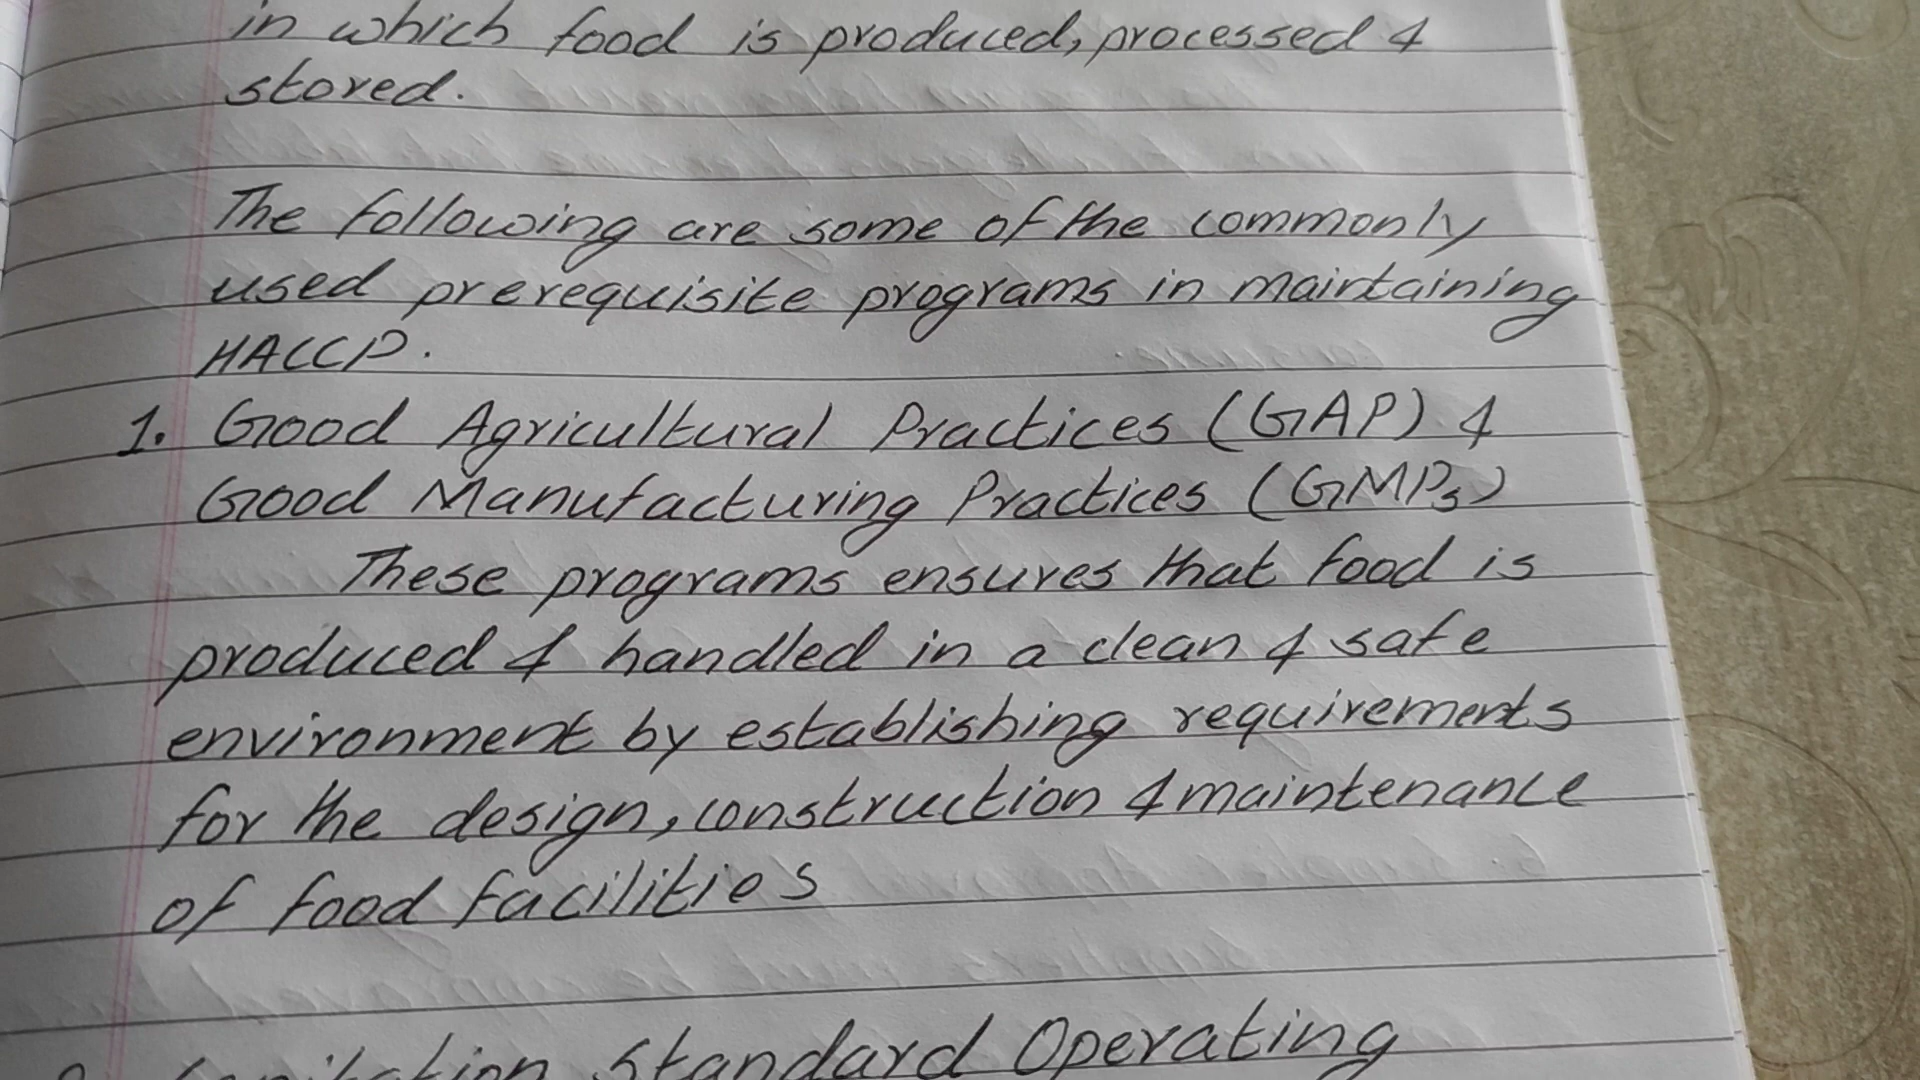 in which food is produced, processed &
stored.
The following are some of the commonly
used prerequisite programs in maintaining
HACCP.
1. Good Agricultural Practices (GAP) &
Good Manufacturing Practices (GMPs)
These programs ensures that food is
produced & handled in a clean & safe
environment by establishing requirements
for the design, construction & maintenance
of food facilities
Sanitation Standard Operating